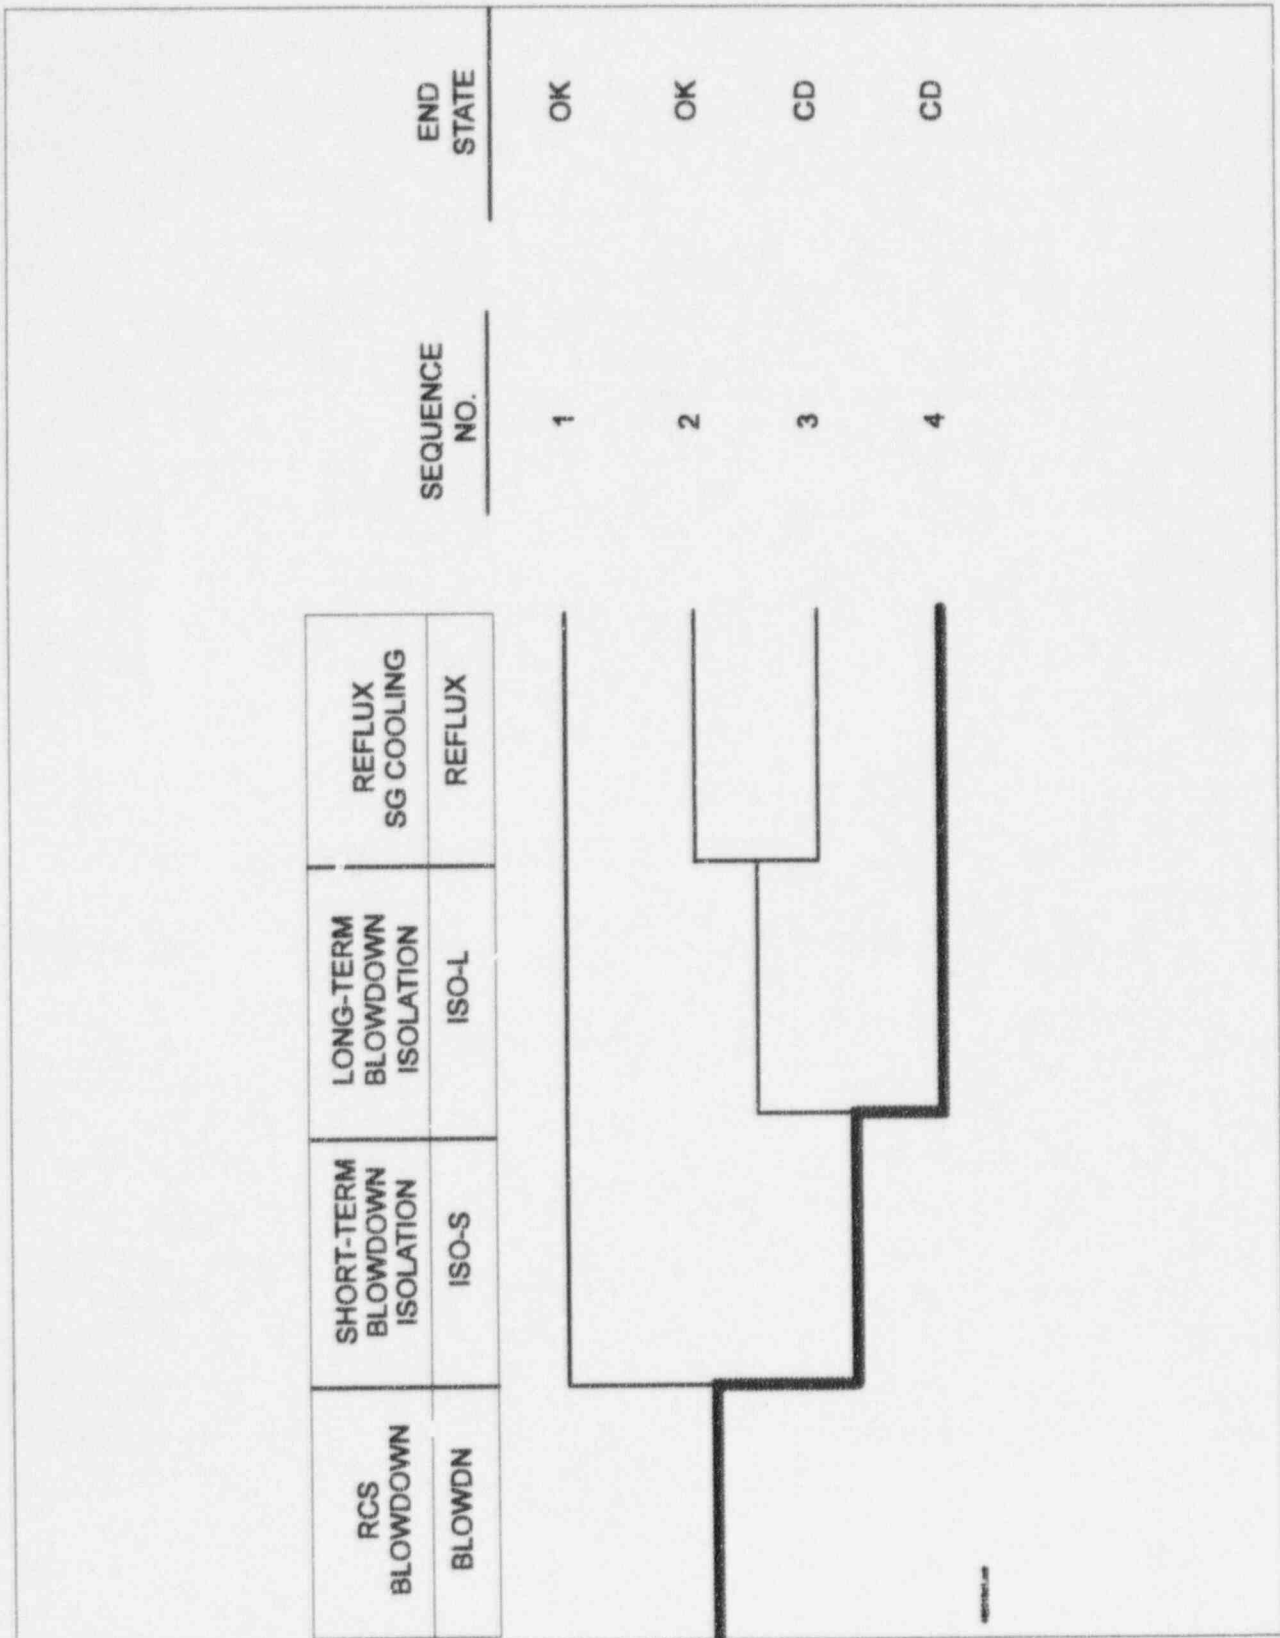 RCS
BLOWDOWN
SHORT-TERM
BLOWDOWN
ISOLATION
LONG-TERM
BLOWDOWN
ISOLATION
REFLUX
SG COOLING
SEQUENCE
NO.
END
STATE
BLOWDN
ISO-S
ISO-L
REFLUX
1
OK
2
OK
3
CD
4
CD